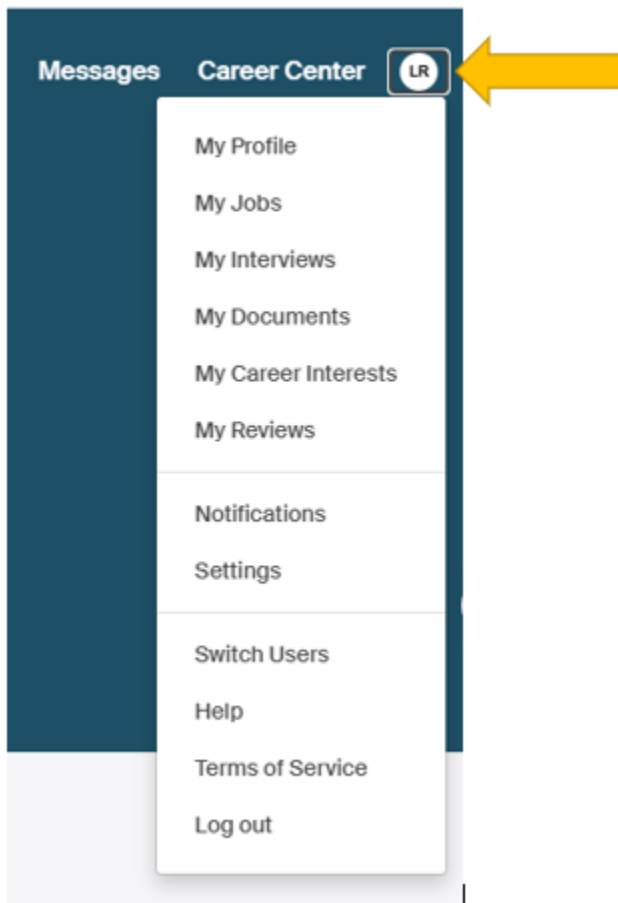 Messages Career Center LR
My Profile
My Jobs
My Interviews
My Documents
My Career Interests
My Reviews
Notifications
Settings
Switch Users
Help
Terms of Service
Log out